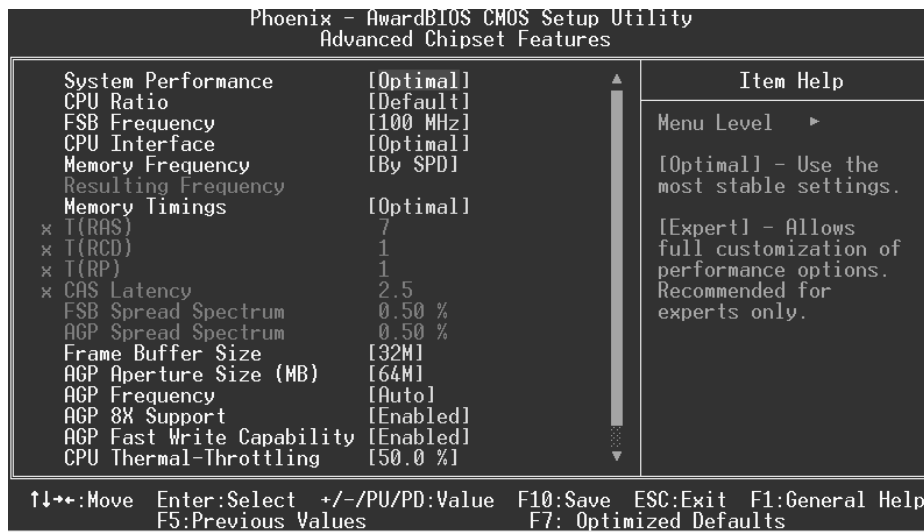 Phoenix - AwardBIOS CMOS Setup Utility
Advanced Chipset Features
System Performance [Optimal]
CPU Ratio [Default]
FSB Frequency [100 MHz]
CPU Interface [Optimal]
Memory Frequency [By SPD]
Resulting Frequency
Memory Timings [Optimal]
x T(RAS) 7
x T(RCD) 1
x T(RP) 1
x CAS Latency 2.5
FSB Spread Spectrum 0.50 %
AGP Spread Spectrum 0.50 %
Frame Buffer Size [32M]
AGP Aperture Size (MB) [64M]
AGP Frequency [Auto]
AGP 8X Support [Enabled]
AGP Fast Write Capability [Enabled]
CPU Thermal-Throttling [50.0 %]
Item Help
Menu Level ►
[Optimal] - Use the
most stable settings.
[Expert] - Allows
full customization of
performance options.
Recommended for
experts only.
↑↓→←:Move Enter:Select +/-/PU/PD:Value F10:Save ESC:Exit F1:General Help
F5:Previous Values F7: Optimized Defaults